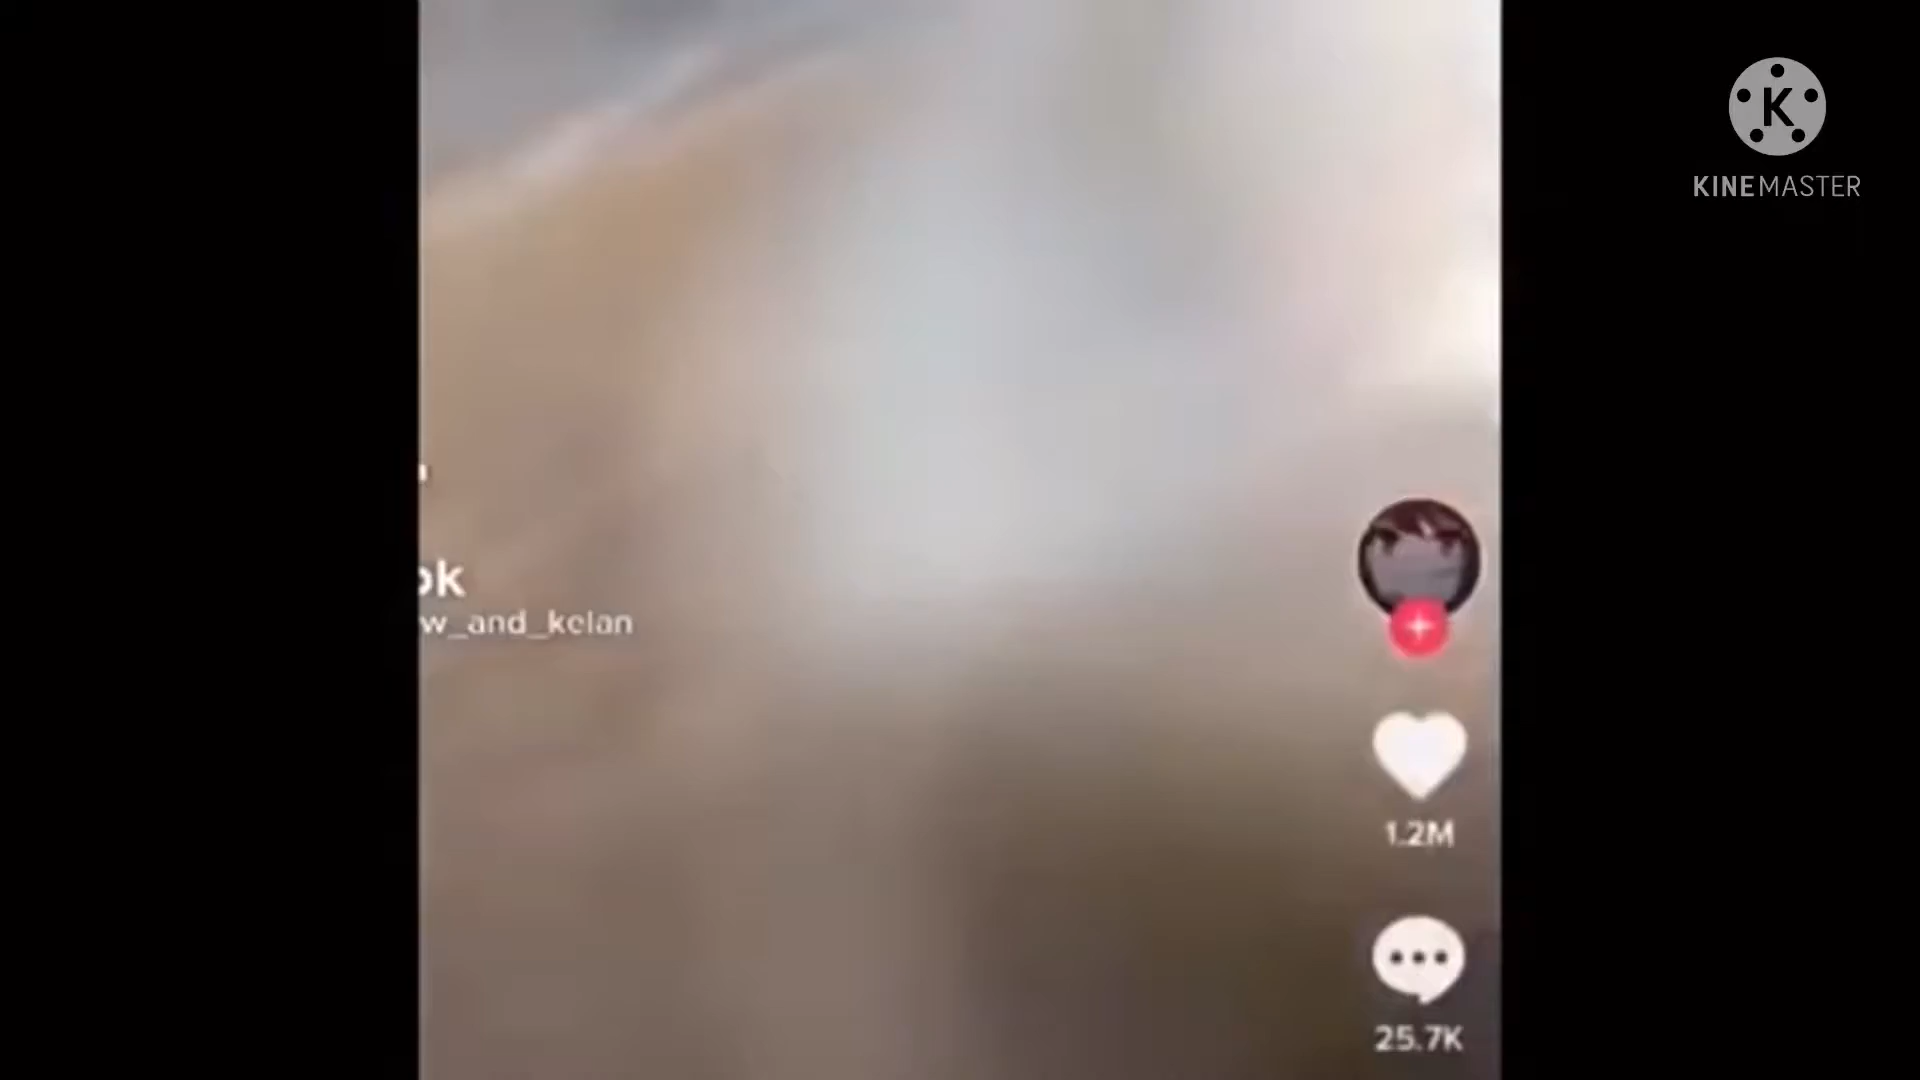 K
KINEMASTER
ok
w_and_kelan
1.2M
25.7K